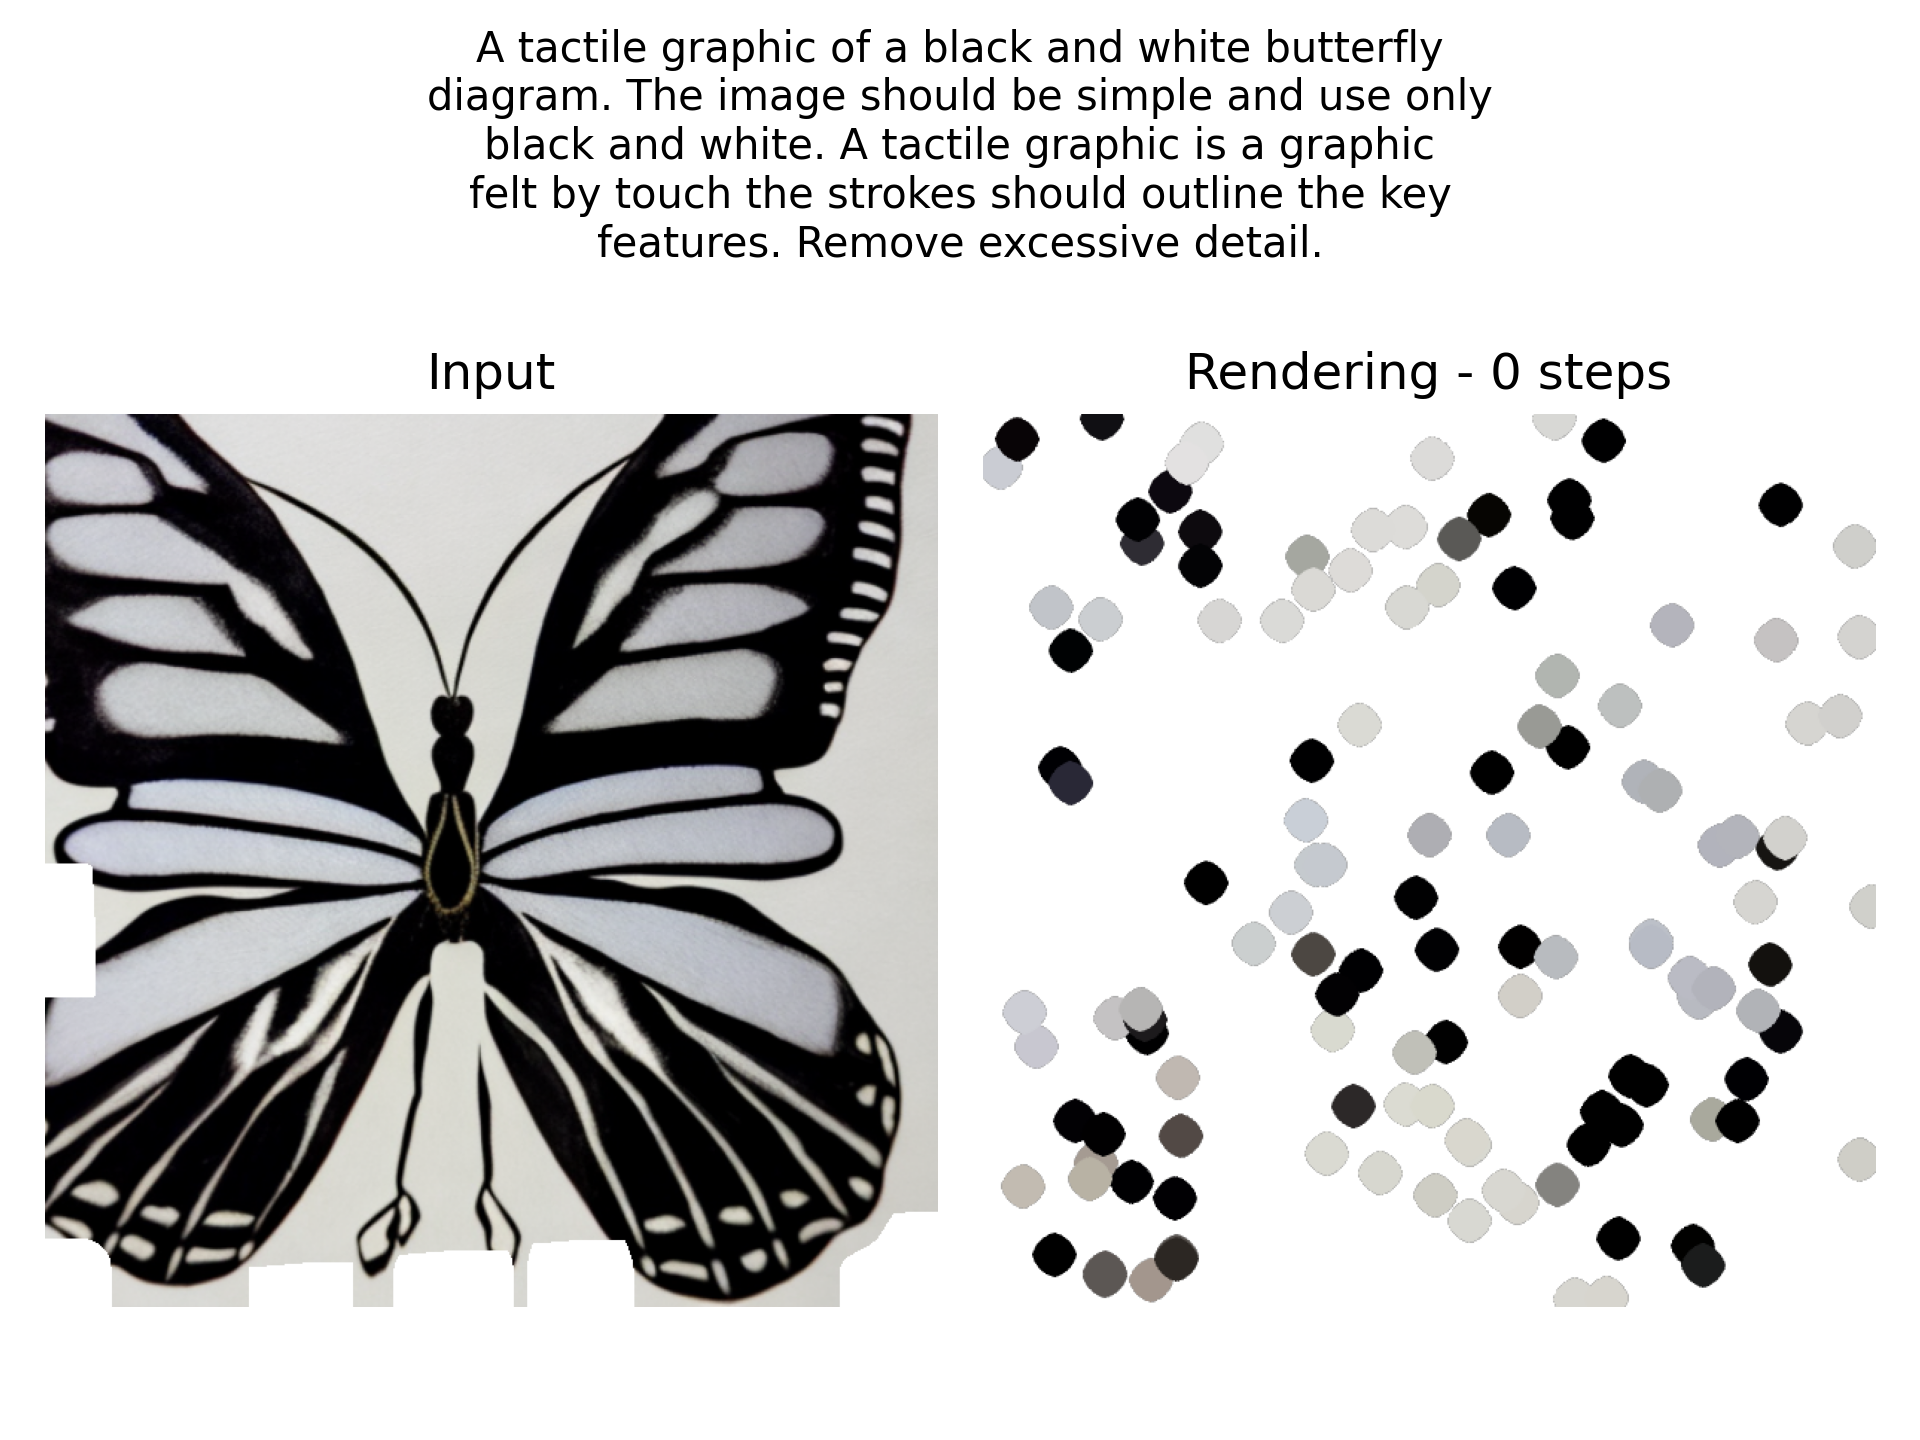 A tactile graphic of a black and white butterfly
diagram. The image should be simple and use only
black and white. A tactile graphic is a graphic
felt by touch the strokes should outline the key
features. Remove excessive detail.
Input
Rendering - 0 steps